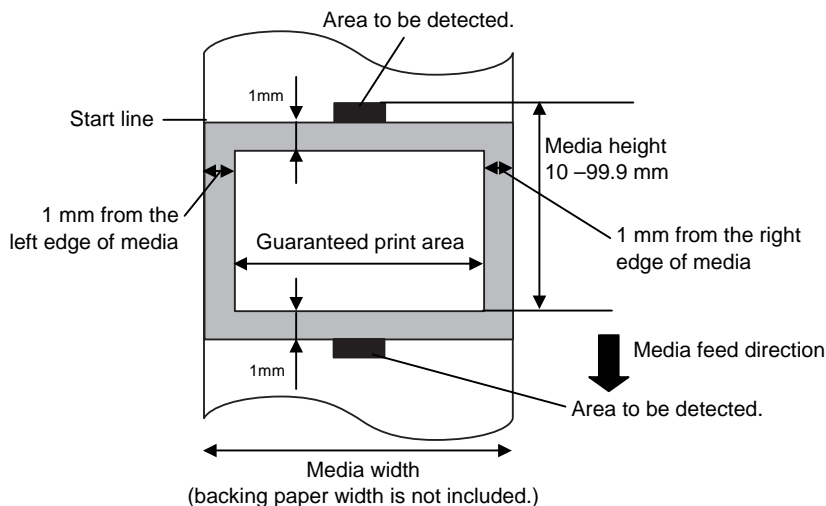 Area to be detected.
1mm
Start line
Media height
10 –99.9 mm
1 mm from the
left edge of media
Guaranteed print area
1 mm from the right
edge of media
1mm
Media feed direction
Area to be detected.
Media width
(backing paper width is not included.)